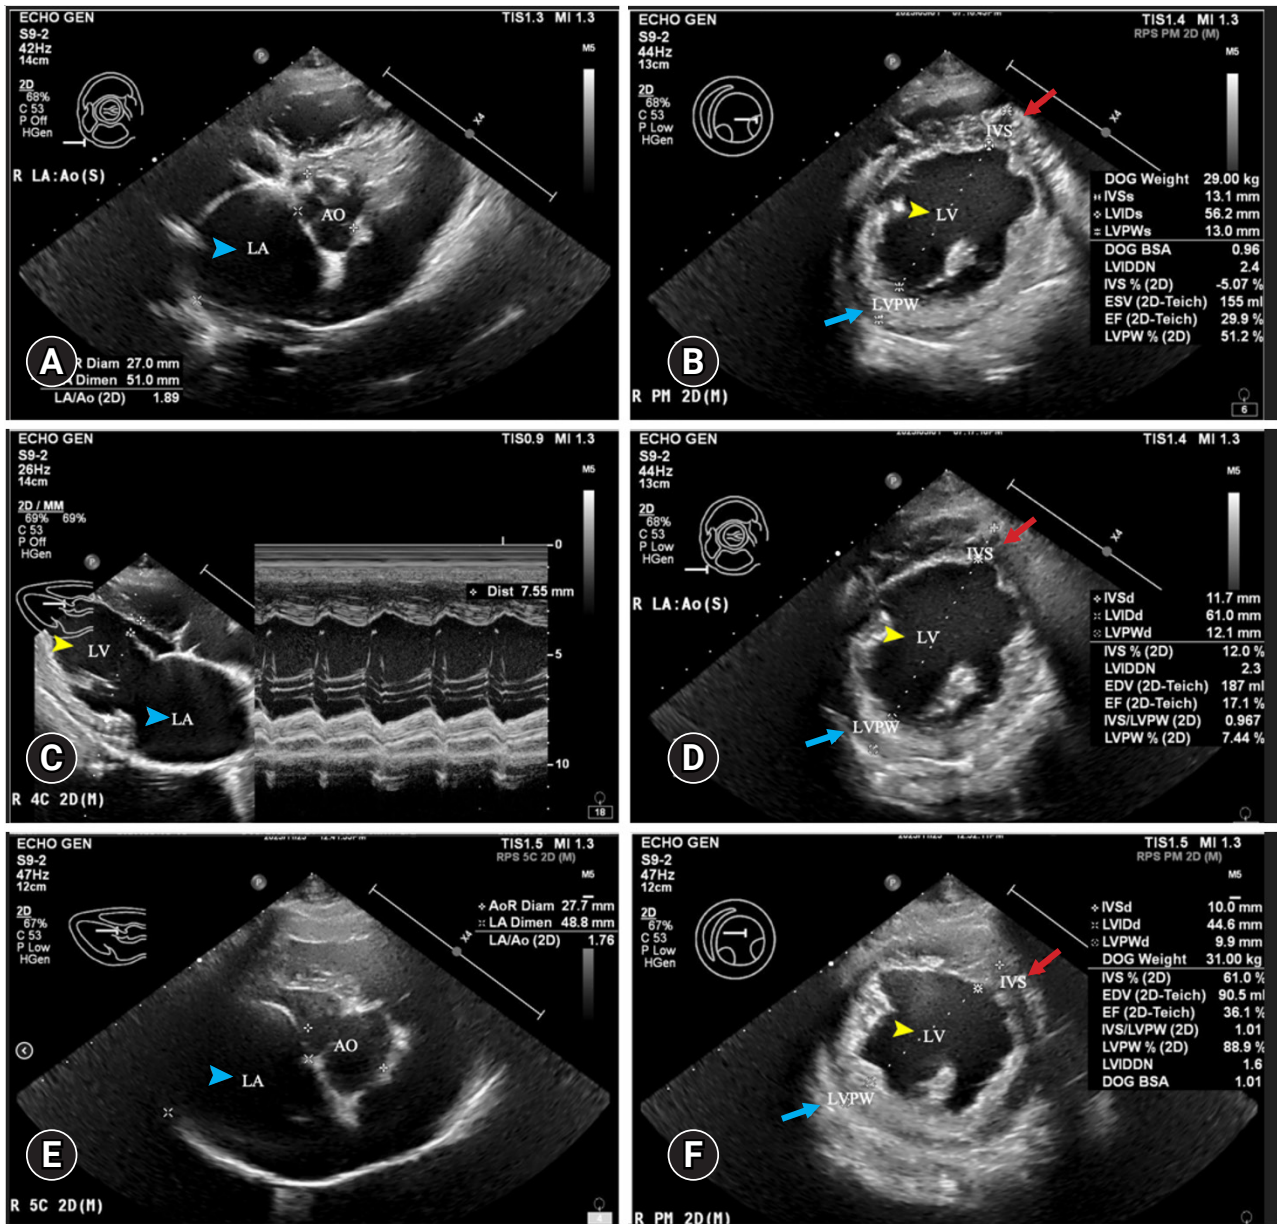 ECHO GEN
TIS1.3 MI 1.3
S9-2
42Hz
14cm
M5
P
2D
68%
C 53
P Off
HGen
X4
R LA:Ao(S)
AO
LA
R Diam 27.0 mm
Dimen 51.0 mm
LA/Ao (2D) 1.89
A
ECHO GEN
TIS1.4 MI 1.3
RPS PM 2D (M)
S9-2
44Hz
13cm
M5
P
2D
68%
C 53
P Low
HGen
X4
IVS
LV
LVPW
DOG Weight 29.00 kg
IVSs 13.1 mm
LVIDs 56.2 mm
LVPWs 13.0 mm
DOG BSA 0.96
LVIDDN 2.4
IVS % (2D) -5.07 %
ESV (2D-Teich) 155 ml
EF (2D-Teich) 29.9 %
LVPW % (2D) 51.2 %
B
R PM 2D(M)
6
ECHO GEN
TIS0.9 MI 1.3
S9-2
26Hz
14cm
M5
2D / MM
69% 69%
C 53
P Off
HGen
P
0
Dist 7.55 mm
LV
5
LA
10
C
R 4C 2D(M)
18
ECHO GEN
TIS1.4 MI 1.3
S9-2
44Hz
13cm
M5
P
2D
68%
C 53
P Low
HGen
X4
IVS
R LA:Ao(S)
LV
LVPW
IVSd 11.7 mm
LVIDd 61.0 mm
LVPWd 12.1 mm
IVS % (2D) 12.0 %
LVIDDN 2.3
EDV (2D-Teich) 187 ml
EF (2D-Teich) 17.1 %
IVS/LVPW (2D) 0.967
LVPW % (2D) 7.44 %
D
ECHO GEN
TIS1.5 MI 1.3
RPS 5C 2D (M)
S9-2
47Hz
12cm
M5
P
2D
67%
C 53
P Low
HGen
AoR Diam 27.7 mm
LA Dimen 48.8 mm
LA/Ao (2D) 1.76
X4
AO
LA
E
R 5C 2D(M)
ECHO GEN
TIS1.5 MI 1.3
RPS PM 2D (M)
S9-2
47Hz
12cm
M5
P
2D
67%
C 53
P Low
HGen
IVS
LV
LVPW
IVSd 10.0 mm
LVIDd 44.6 mm
LVPWd 9.9 mm
DOG Weight 31.00 kg
IVS % (2D) 61.0 %
EDV (2D-Teich) 90.5 ml
EF (2D-Teich) 36.1 %
IVS/LVPW (2D) 1.01
LVPW % (2D) 88.9 %
LVIDDN 1.6
DOG BSA 1.01
F
R PM 2D(M)